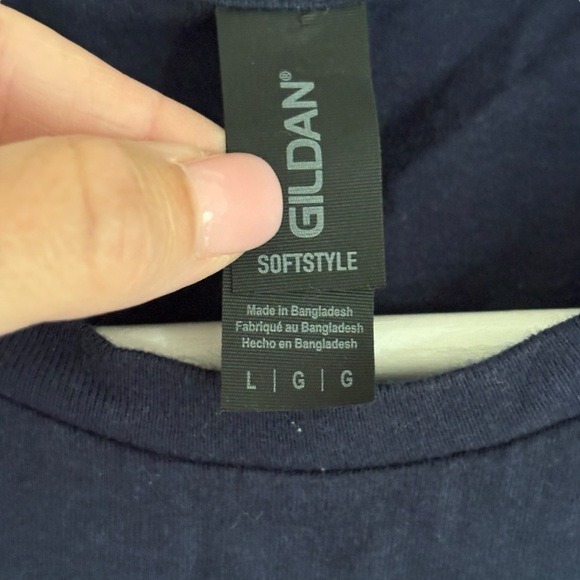 GILDAN®
SOFTSTYLE
Made in Bangladesh
Fabriqué au Bangladesh
Hecho en Bangladesh
L | G | G